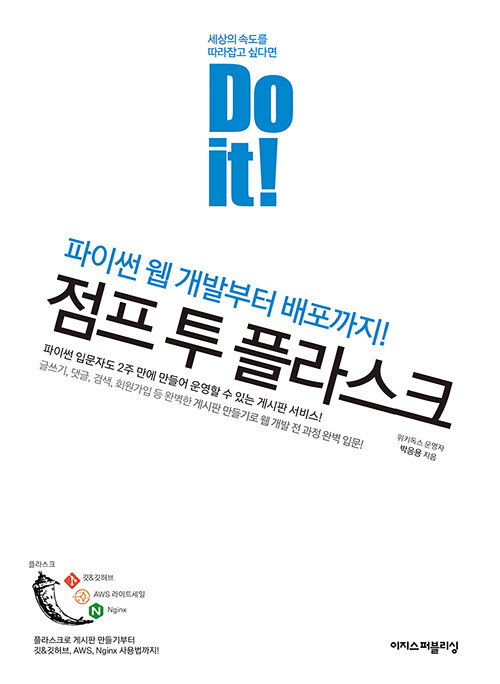 세상의 속도를
따라잡고 싶다면
Do
it!
파이썬 웹 개발부터 배포까지!
점프 투 플라스크
파이썬 입문자도 2주 만에 만들어 운영할 수 있는 게시판 서비스!
글쓰기, 댓글, 검색, 회원가입 등 완벽한 게시판 만들기로 웹 개발 전 과정 완벽 입문!
위키독스 운영자
박응용 지음
플라스크
깃&깃허브
AWS 라이트세일
Nginx
플라스크로 게시판 만들기부터
깃&깃허브, AWS, Nginx 사용법까지!
이지스퍼블리싱